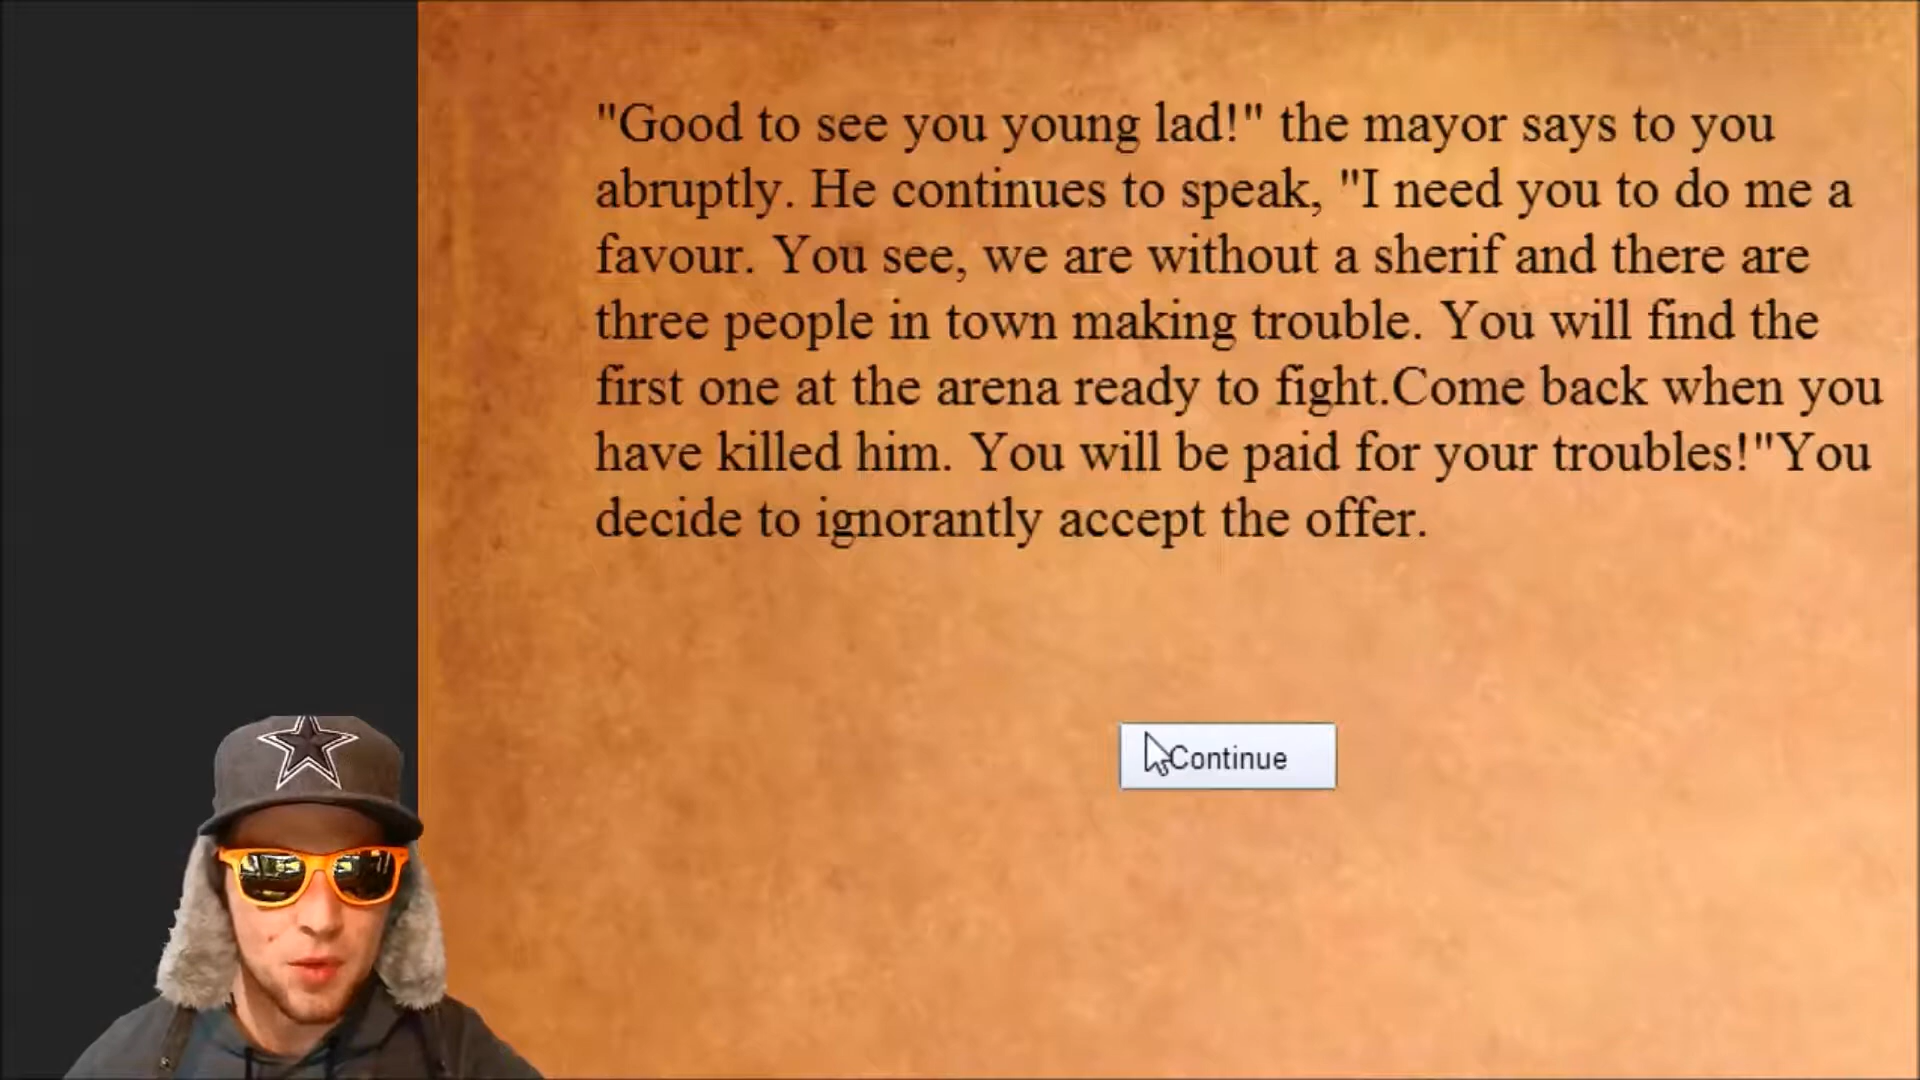 "Good to see you young lad!" the mayor says to you
abruptly. He continues to speak, "I need you to do me a
favour. You see, we are without a sherif and there are
three people in town making trouble. You will find the
first one at the arena ready to fight.Come back when you
have killed him. You will be paid for your troubles!"You
decide to ignorantly accept the offer.
Continue